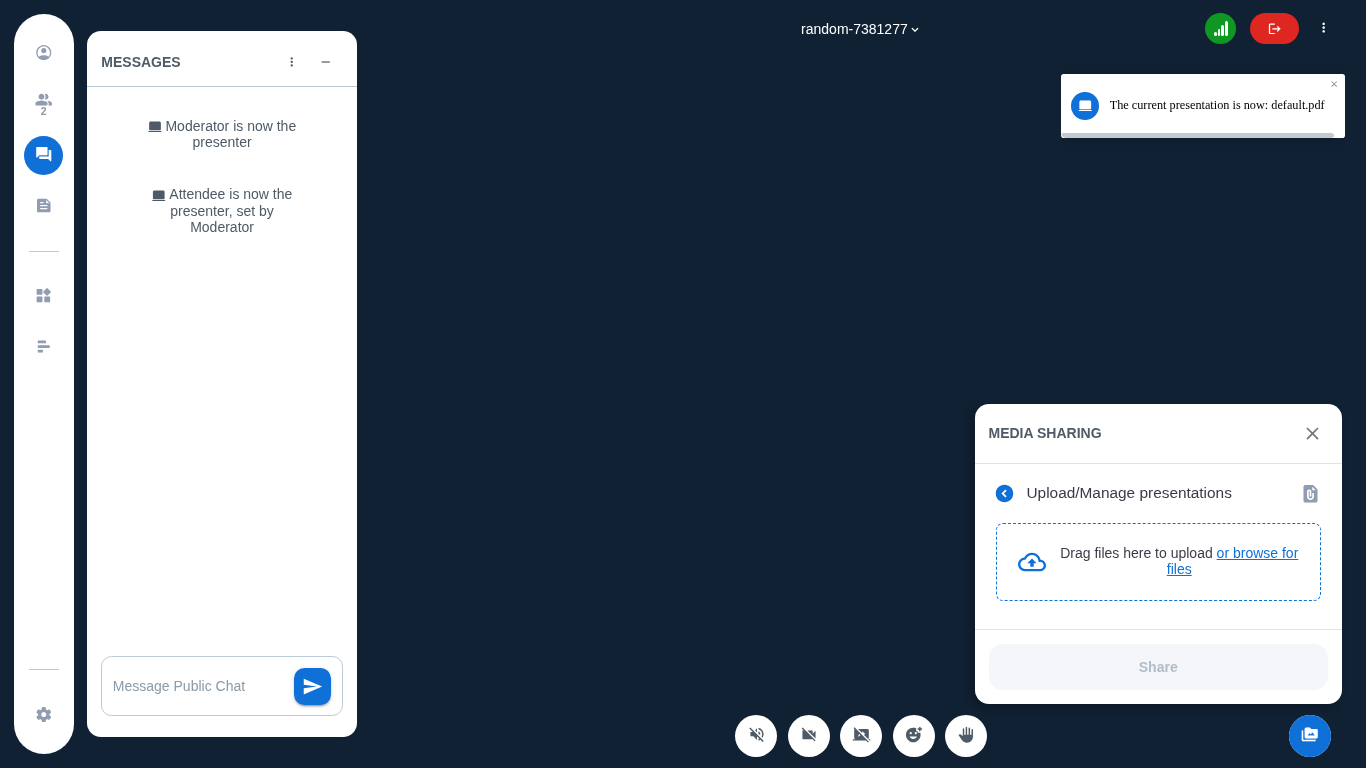 random-7381277
2
MESSAGES
Moderator is now the
presenter
Attendee is now the
presenter, set by
Moderator
Message Public Chat
The current presentation is now: default.pdf
MEDIA SHARING
Upload/Manage presentations
Drag files here to upload or browse for
files
Share